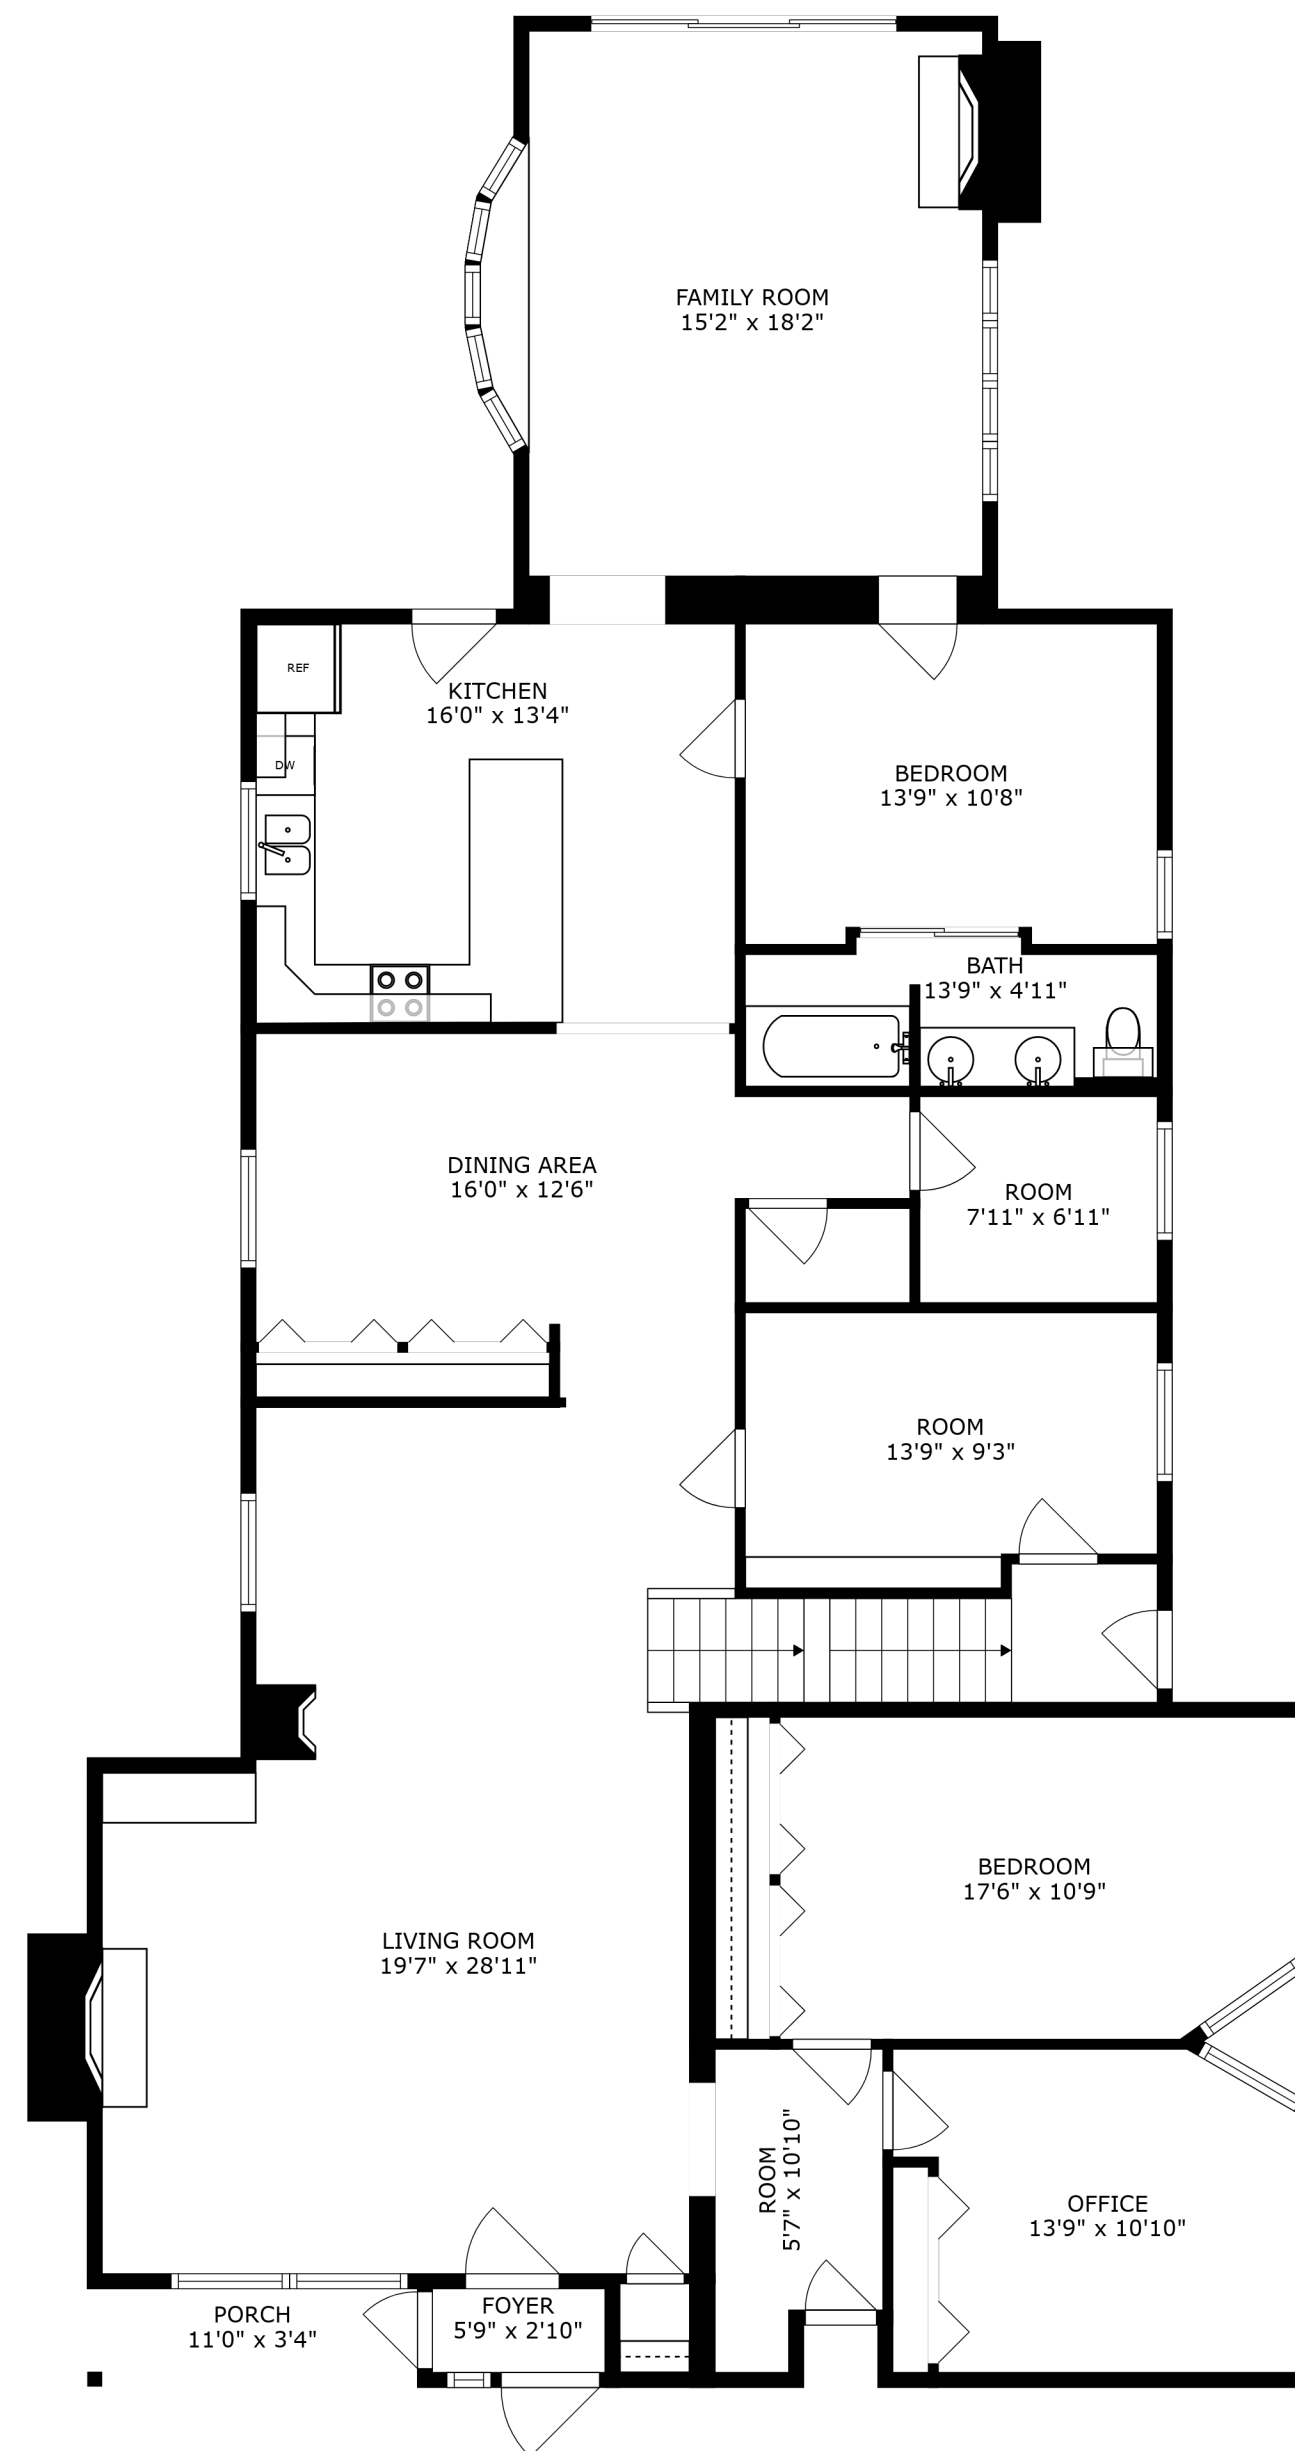 FAMILY ROOM
15'2" x 18'2"
REF
KITCHEN
16'0" x 13'4"
DW
BEDROOM
13'9" x 10'8"
BATH
13'9" x 4'11"
DINING AREA
16'0" x 12'6"
ROOM
7'11" x 6'11"
ROOM
13'9" x 9'3"
BEDROOM
17'6" x 10'9"
LIVING ROOM
19'7" x 28'11"
ROOM
5'7" x 10'10"
OFFICE
13'9" x 10'10"
FOYER
5'9" x 2'10"
PORCH
11'0" x 3'4"